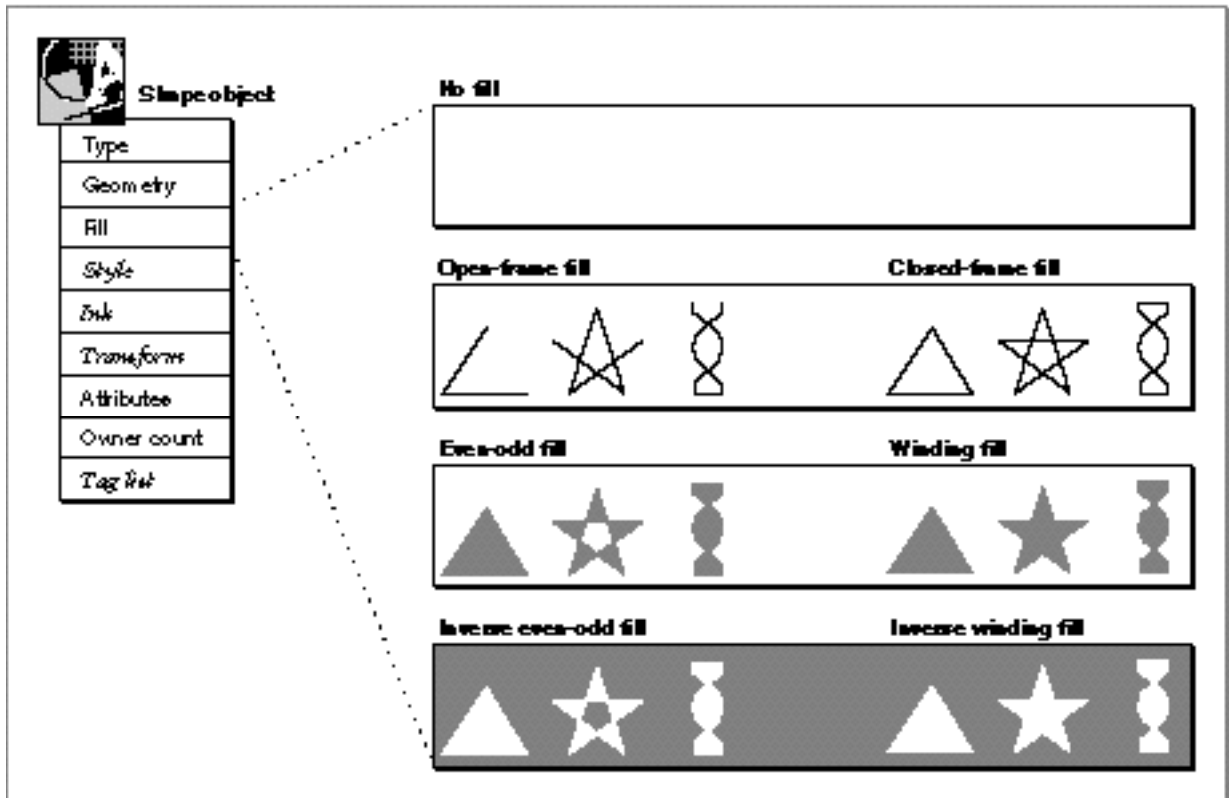 Shape object
Type
Geometry
Fill
Style
Ink
Transform
Attributes
Owner count
Tag list
No fill
Open-frame fill
Closed-frame fill
Even-odd fill
Winding fill
Inverse even-odd fill
Inverse winding fill